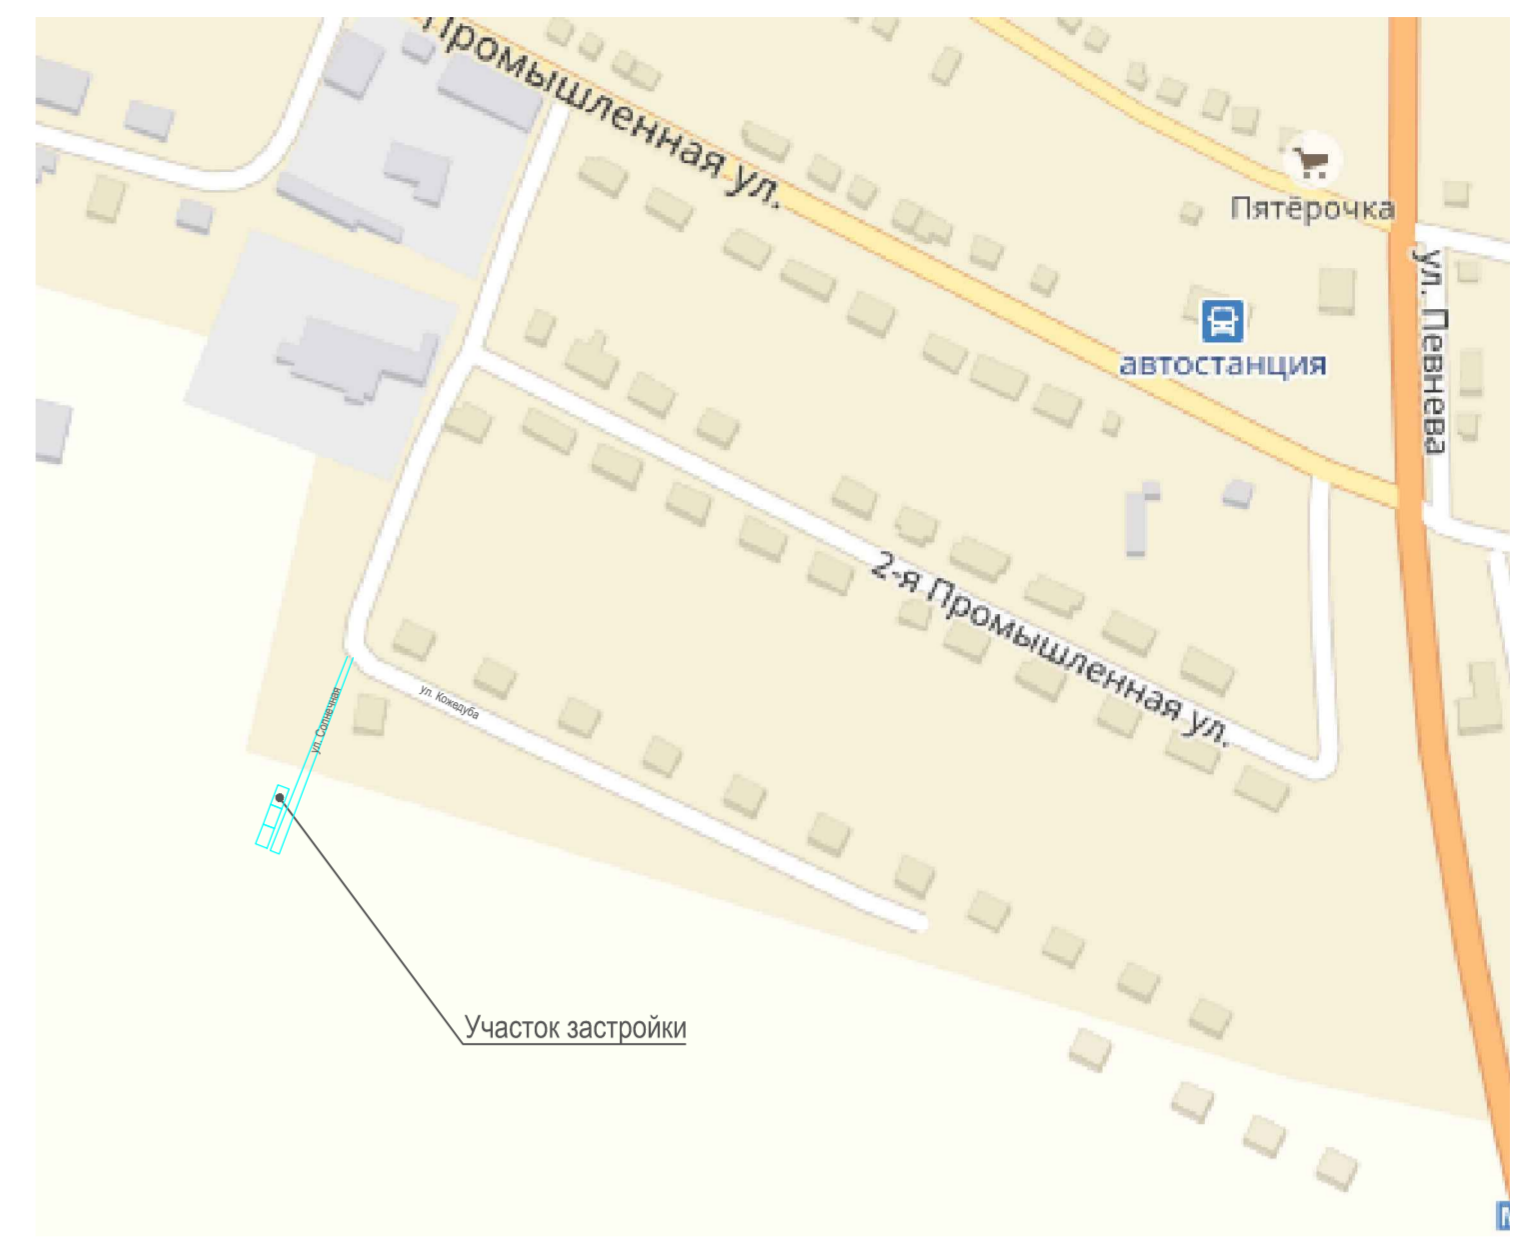 Промышленная ул.
Пятёрочка
ул. Певнева
автостанция
2-я Промышленная ул.
ул. Кожедуба
ул. Солнечная
Участок застройки